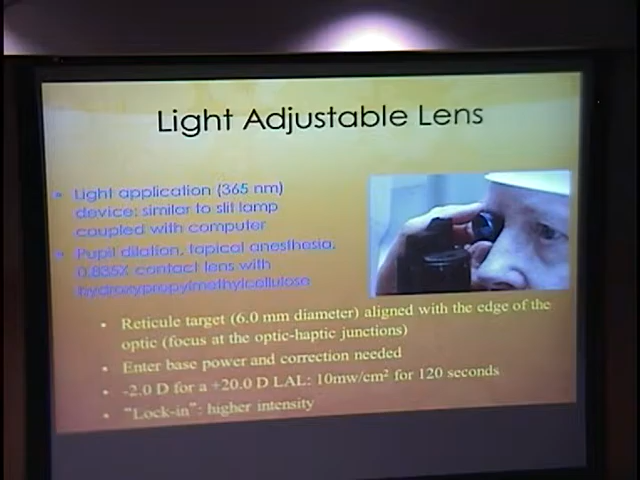 Light Adjustable Lens
Light application (365 nm)
device: similar to slit lamp
coupled with computer
Pupil dilation, topical anesthesia,
0.835X contact lens with
hydroxypropylmethylcellulose
Reticule target (6.0 mm diameter) aligned with the edge of the
optic (focus at the optic-haptic junctions)
Enter base power and correction needed
-2.0 D for a +20.0 D LAL: 10mw/cm² for 120 seconds
"Lock-in": higher intensity